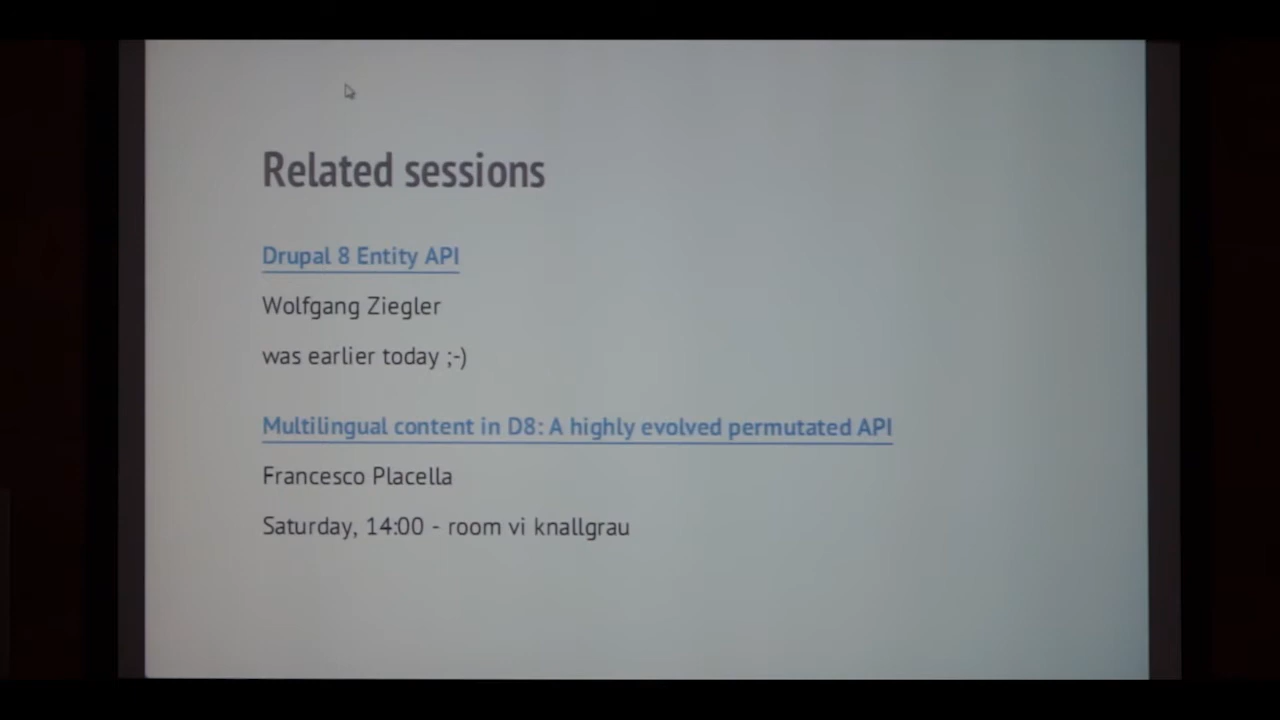 Related sessions
Drupal 8 Entity API
Wolfgang Ziegler
was earlier today ;-)
Multilingual content in D8: A highly evolved permutated API
Francesco Placella
Saturday, 14:00 - room vi knallgrau